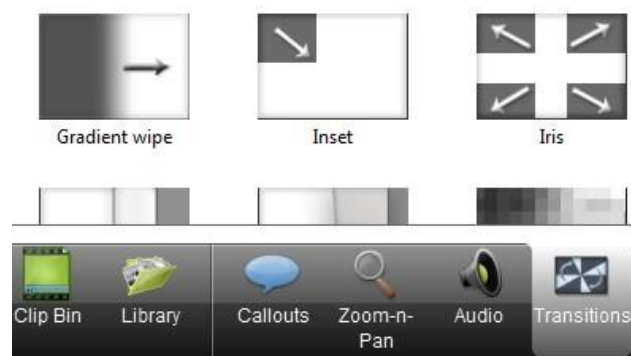 Gradient wipe
Inset
Iris
Clip Bin
Library
Callouts
Zoom-n-
Pan
Audio
Transitions